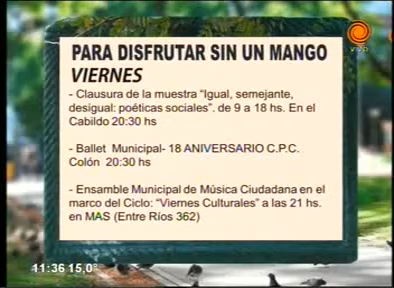 VIVO
PARA DISFRUTAR SIN UN MANGO
VIERNES
- Clausura de la muestra “Igual, semejante,
desigual: poéticas sociales”. de 9 a 18 hs. En el
Cabildo 20:30 hs
- Ballet Municipal- 18 ANIVERSARIO C.P.C.
Colón 20:30 hs
- Ensamble Municipal de Música Ciudadana en el
marco del Ciclo: “Viernes Culturales” a las 21 hs.
en MAS (Entre Ríos 362)
11:36 15.0°